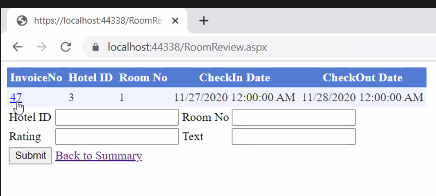 https://localhost:44338/RoomRev
localhost:44338/RoomReview.aspx
InvoiceNo Hotel ID Room No CheckIn Date CheckOut Date
47 3 1 11/27/2020 12:00:00 AM 11/28/2020 12:00:00 AM
Hotel ID Room No
Rating Text
Submit Back to Summary